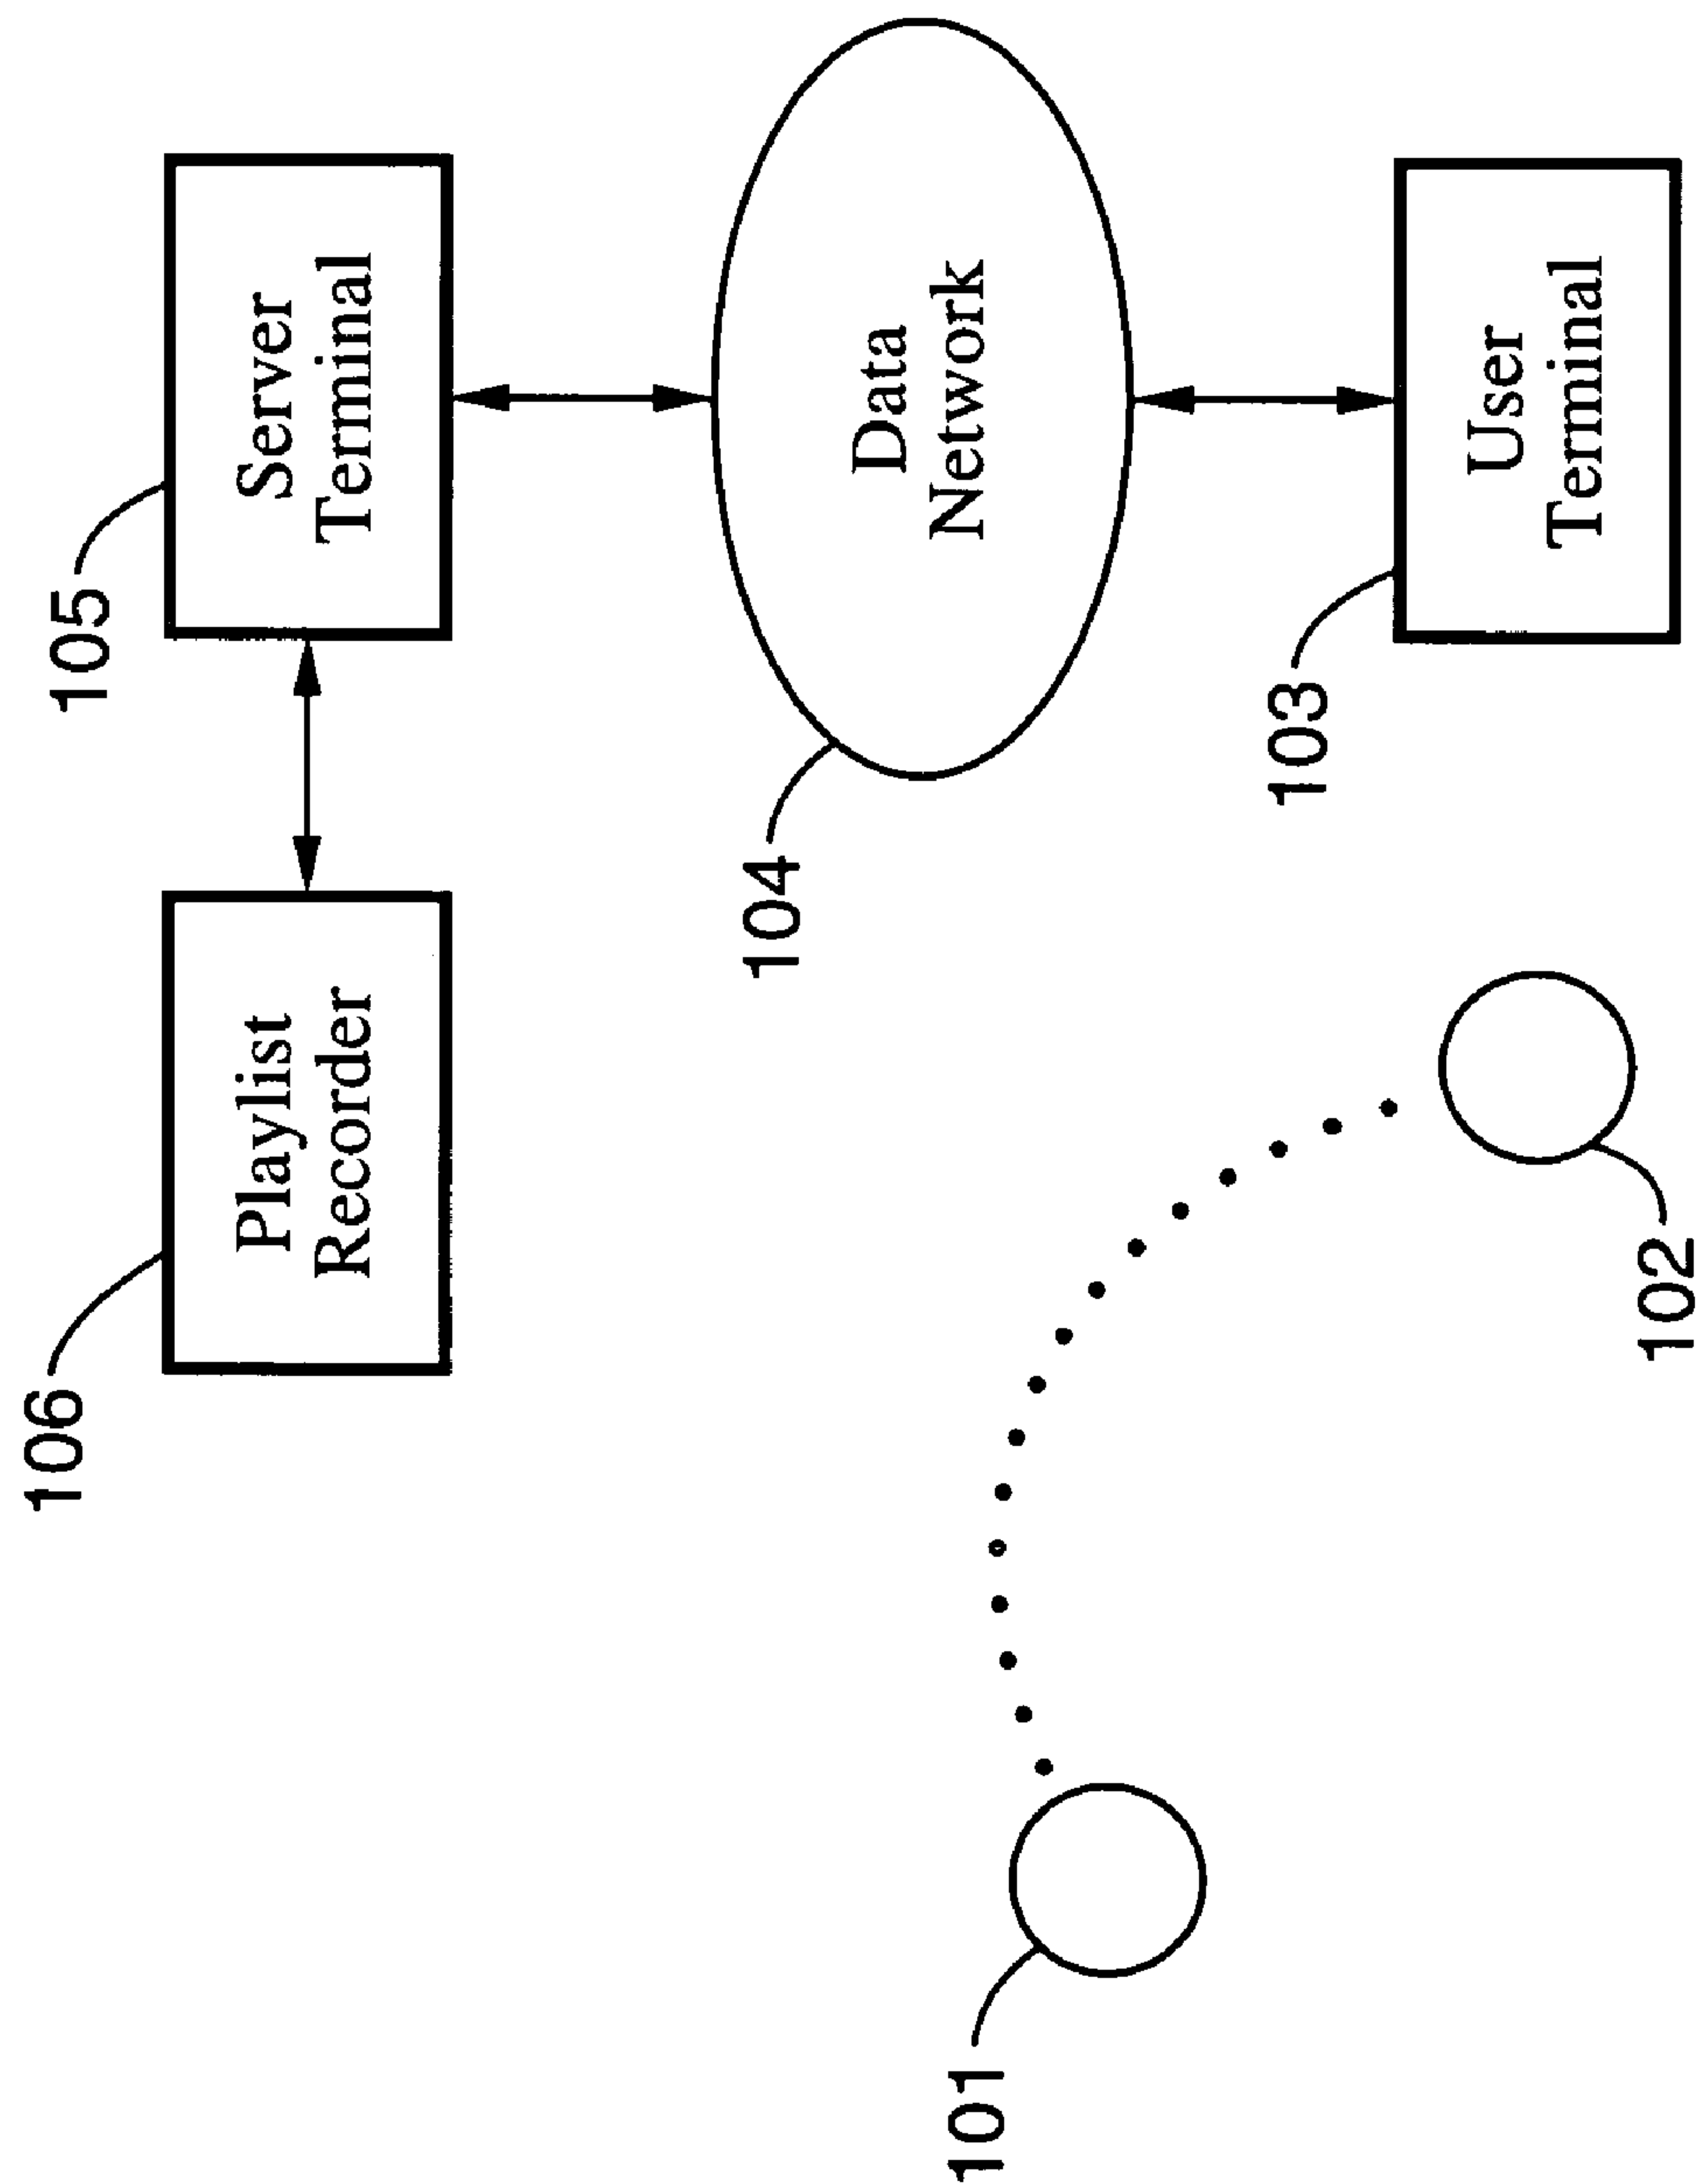 106
Playlist
Recorder
105
Server
Terminal
104
Data
Network
101
102
103
User
Terminal